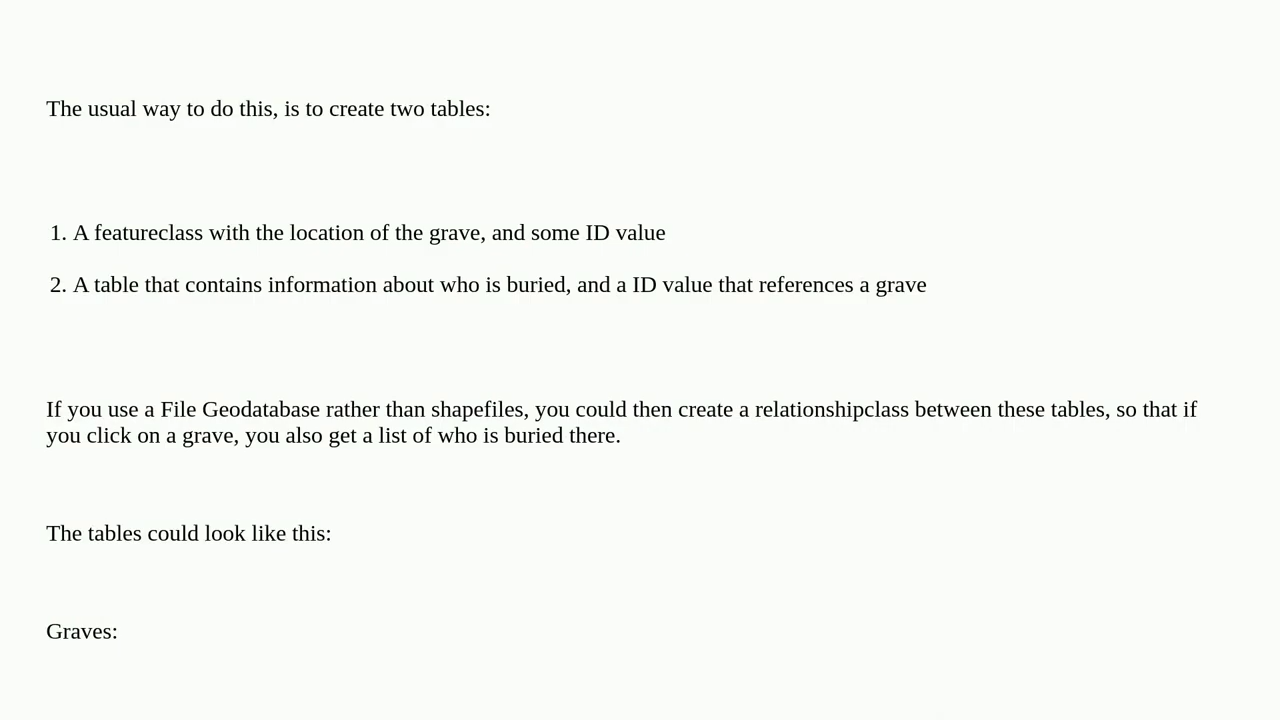 The usual way to do this, is to create two tables:
1. A featureclass with the location of the grave, and some ID value
2. A table that contains information about who is buried, and a ID value that references a grave
If you use a File Geodatabase rather than shapefiles, you could then create a relationshipclass between these tables, so that if
you click on a grave, you also get a list of who is buried there.
The tables could look like this:
Graves: